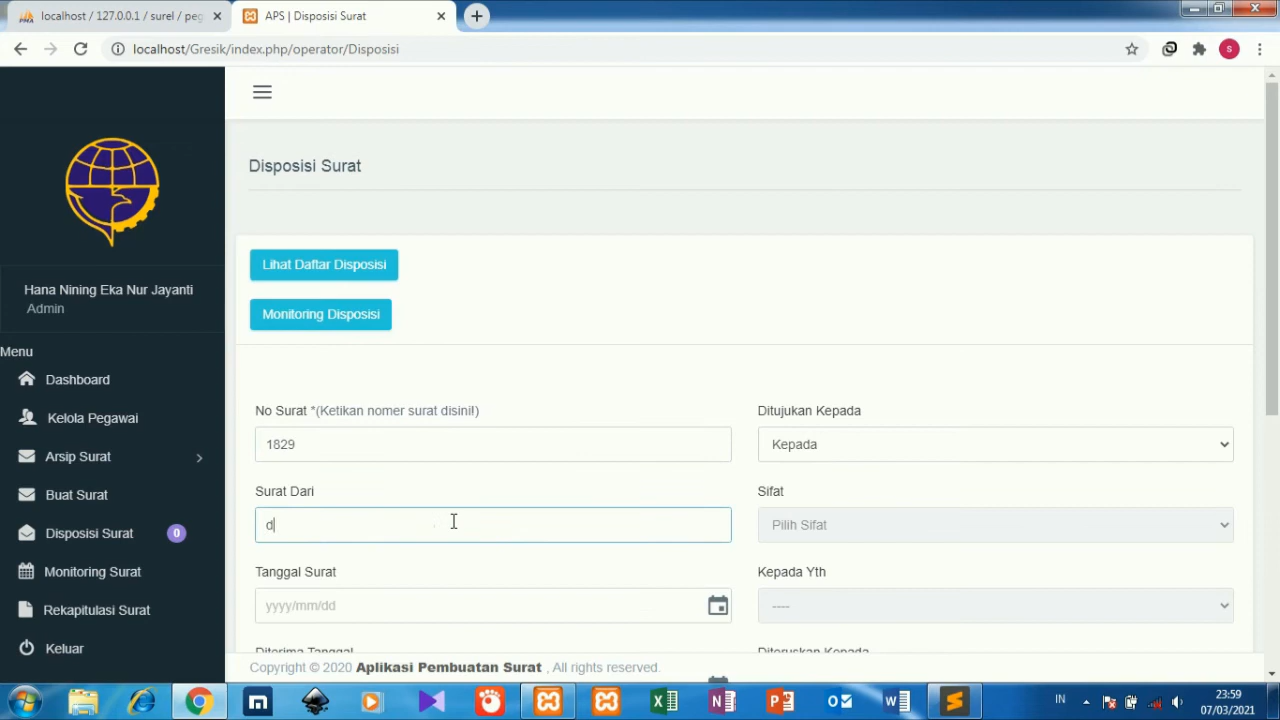 localhost / 127.0.0.1 / surel / peg
APS | Disposisi Surat
localhost/Gresik/index.php/operator/Disposisi
S
Disposisi Surat
Lihat Daftar Disposisi
Monitoring Disposisi
Hana Nining Eka Nur Jayanti
Admin
Menu
Dashboard
Kelola Pegawai
Arsip Surat
Buat Surat
Disposisi Surat 0
Monitoring Surat
Rekapitulasi Surat
Keluar
No Surat *(Ketikan nomer surat disini!)
1829
Surat Dari
d
Tanggal Surat
yyyy/mm/dd
Diterima Tanggal
Ditujukan Kepada
Kepada
Sifat
Pilih Sifat
Kepada Yth
----
Diteruskan Kepada
Copyright © 2020 Aplikasi Pembuatan Surat , All rights reserved.
IN
23:59
07/03/2021